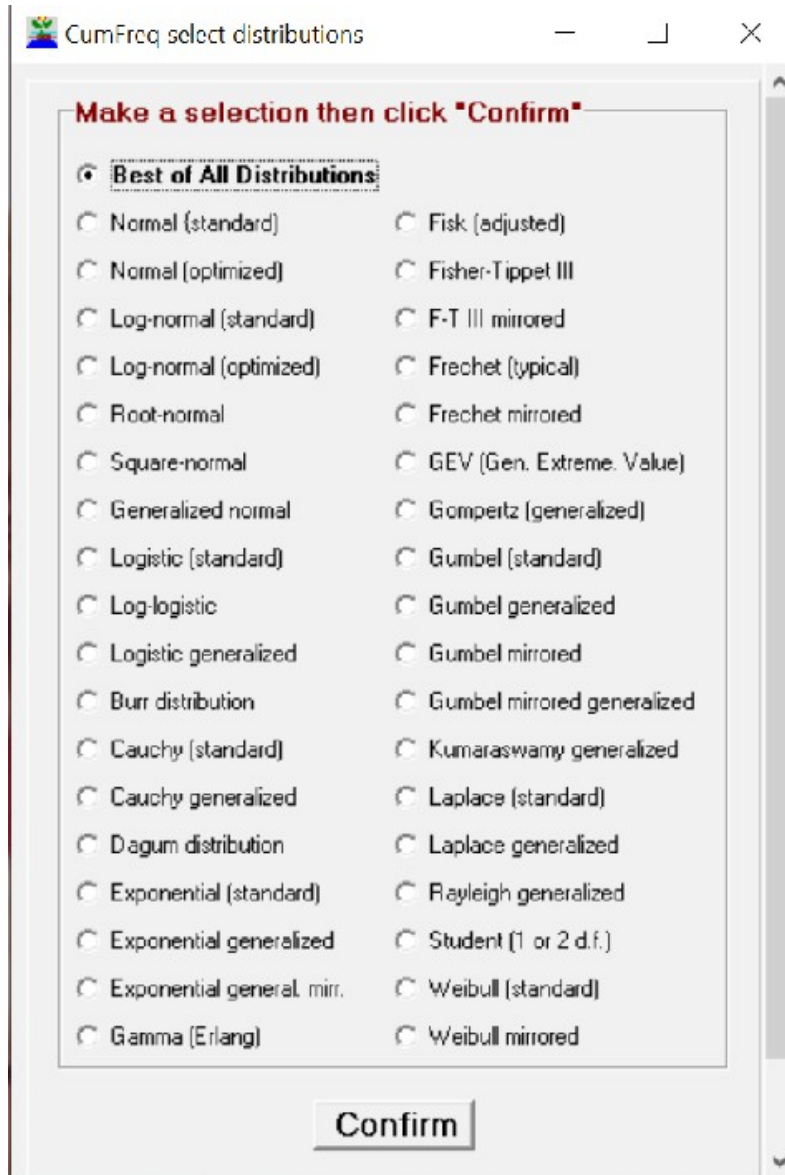 CumFreq select distributions
Make a selection then click "Confirm"
Best of All Distributions
Normal (standard)
Normal (optimized)
Log-normal (standard)
Log-normal (optimized)
Root-normal
Square-normal
Generalized normal
Logistic (standard)
Log-logistic
Logistic generalized
Burr distribution
Cauchy (standard)
Cauchy generalized
Dagum distribution
Exponential (standard)
Exponential generalized
Exponential general. mirr.
Gamma (Erlang)
Fisk (adjusted)
Fisher-Tippet III
F-T III mirrored
Frechet (typical)
Frechet mirrored
GEV (Gen. Extreme. Value)
Gompertz (generalized)
Gumbel (standard)
Gumbel generalized
Gumbel mirrored
Gumbel mirrored generalized
Kumaraswamy generalized
Laplace (standard)
Laplace generalized
Rayleigh generalized
Student (1 or 2 d.f.)
Weibull (standard)
Weibull mirrored
Confirm